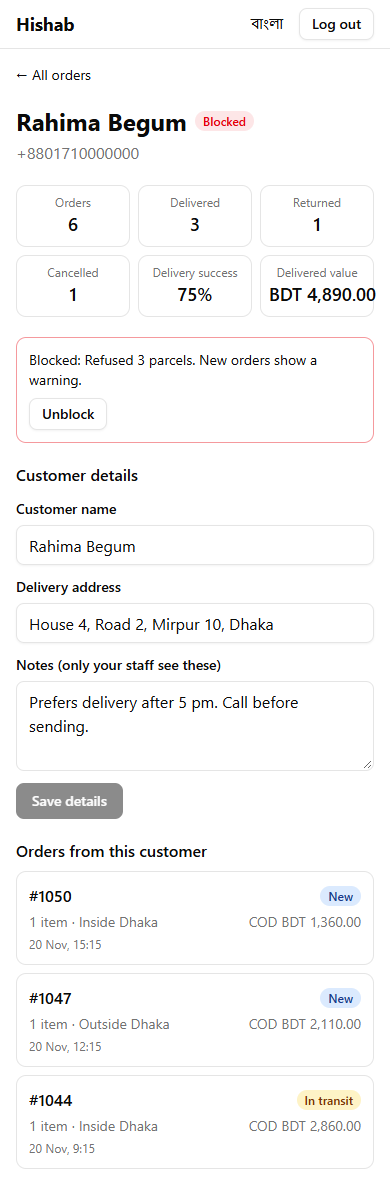 Hishab
বাংলা
Log out
← All orders
Rahima Begum
Blocked
+8801710000000
Orders
6
Delivered
3
Returned
1
Cancelled
1
Delivery success
75%
Delivered value
BDT 4,890.00
Blocked: Refused 3 parcels. New orders show a
warning.
Unblock
Customer details
Customer name
Rahima Begum
Delivery address
House 4, Road 2, Mirpur 10, Dhaka
Notes (only your staff see these)
Prefers delivery after 5 pm. Call before
sending.
Save details
Orders from this customer
#1050
New
1 item · Inside Dhaka
COD BDT 1,360.00
20 Nov, 15:15
#1047
New
1 item · Outside Dhaka
COD BDT 2,110.00
20 Nov, 12:15
#1044
In transit
1 item · Inside Dhaka
COD BDT 2,860.00
20 Nov, 9:15